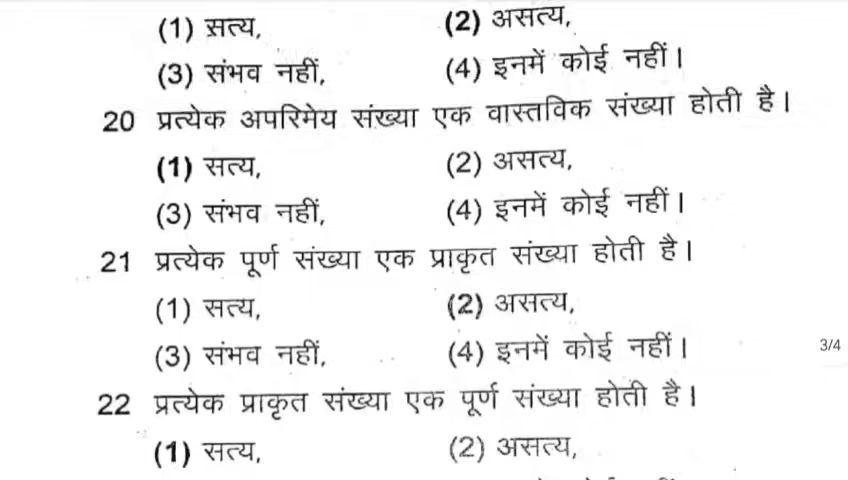 (1) सत्य, (2) असत्य,
(3) संभव नहीं, (4) इनमें कोई नहीं।
20 प्रत्येक अपरिमेय संख्या एक वास्तविक संख्या होती है।
(1) सत्य, (2) असत्य,
(3) संभव नहीं, (4) इनमें कोई नहीं।
21 प्रत्येक पूर्ण संख्या एक प्राकृत संख्या होती है।
(1) सत्य, (2) असत्य,
(3) संभव नहीं, (4) इनमें कोई नहीं।
3/4
22 प्रत्येक प्राकृत संख्या एक पूर्ण संख्या होती है।
(1) सत्य, (2) असत्य,